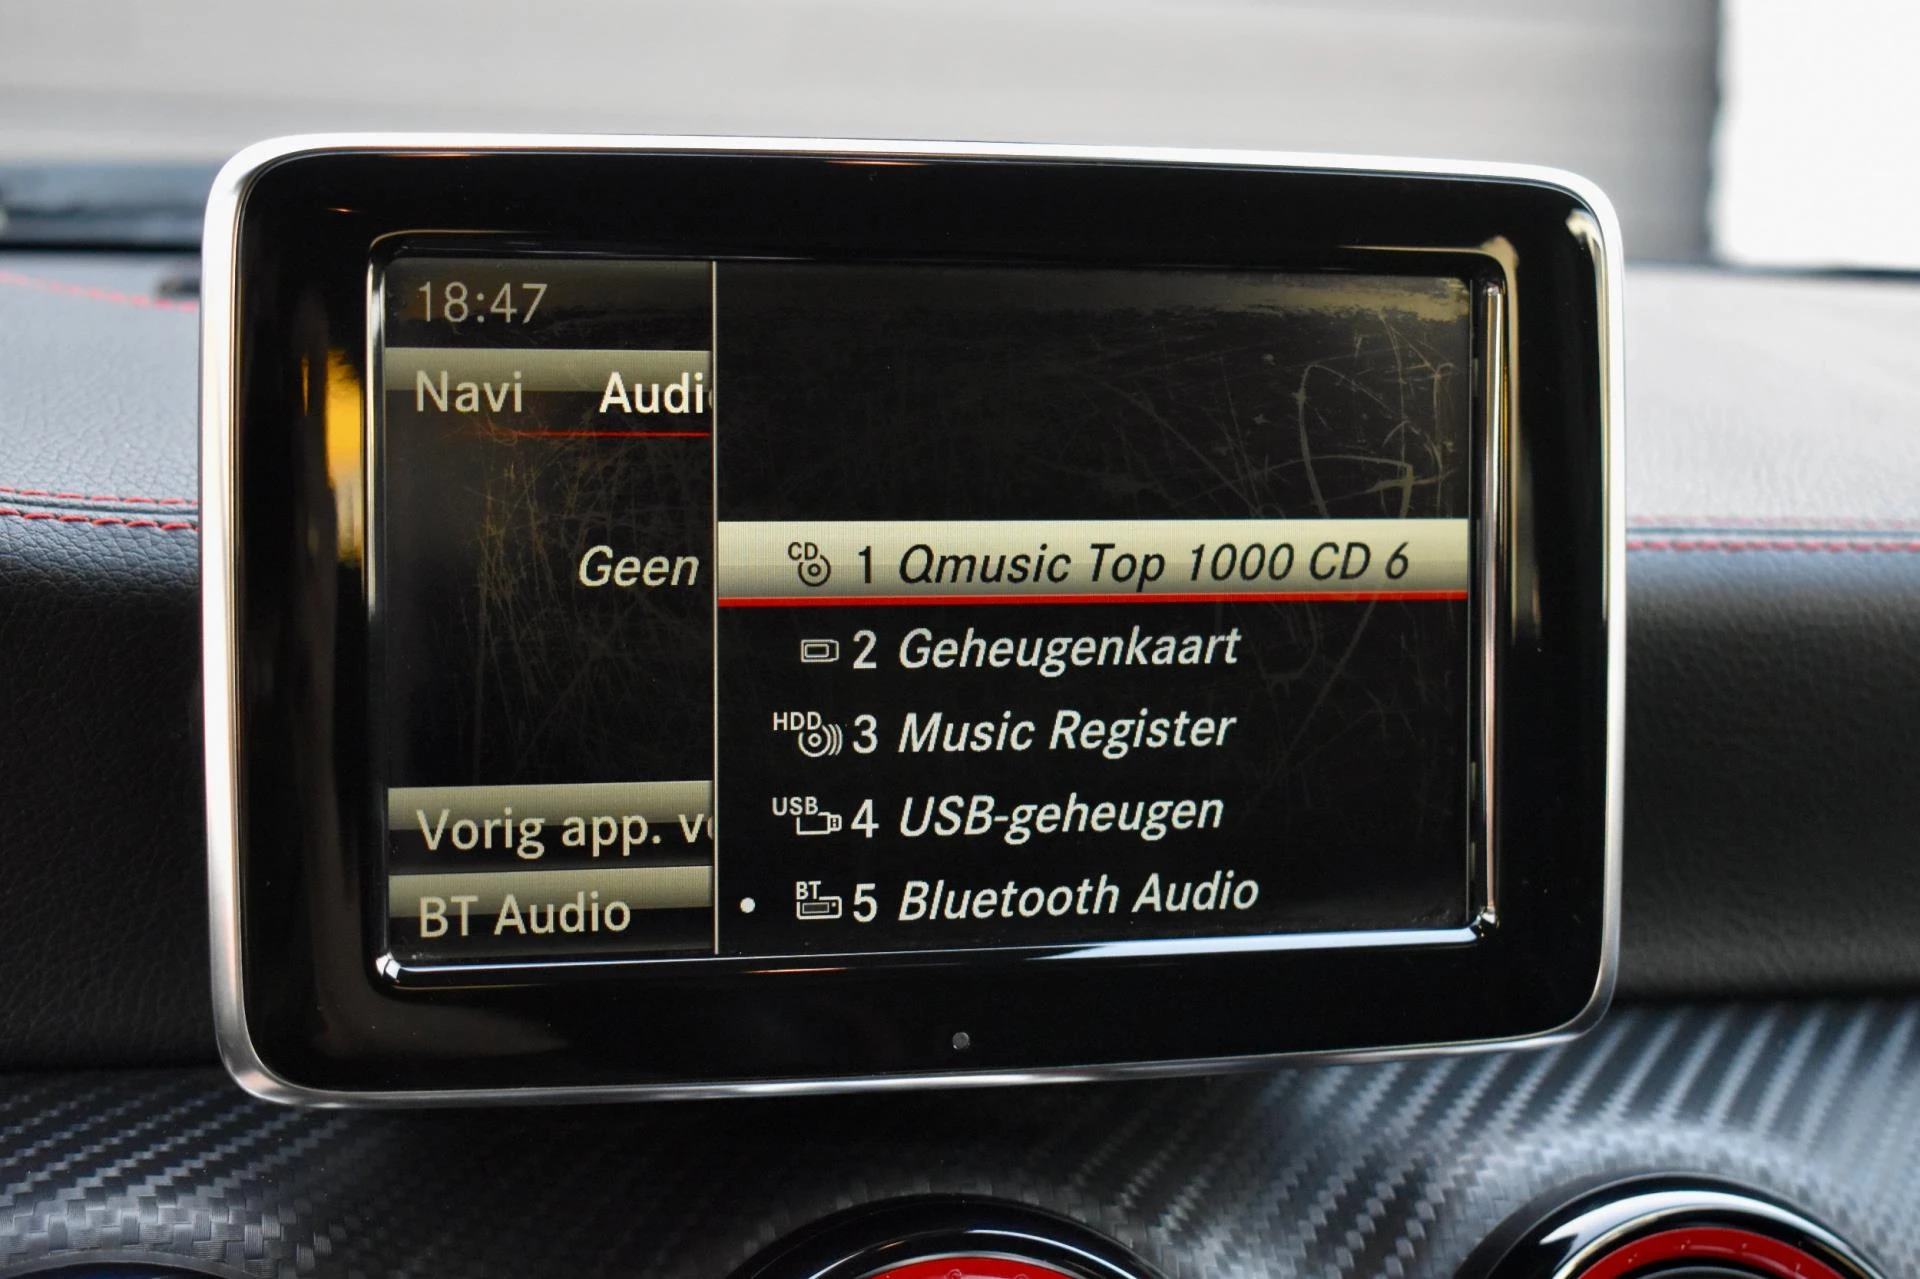 18:47
Navi Audi
Geen
Vorig app. v
BT Audio
CD 1 Qmusic Top 1000 CD 6
2 Geheugenkaart
HDD 3 Music Register
USB 4 USB-geheugen
BT 5 Bluetooth Audio